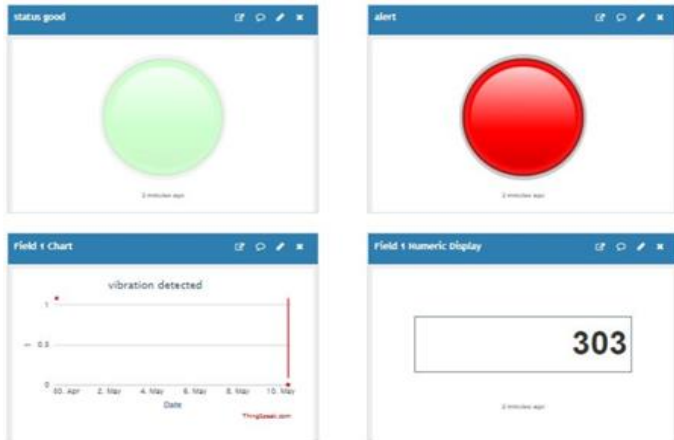 status good
2 minutes ago
alert
2 minutes ago
Field 1 Chart
vibration detected
1
0.5
0
30. Apr 2. May 4. May 6. May 8. May 10. May
Date
ThingSpeak.com
Field 1 Numeric Display
303
2 minutes ago